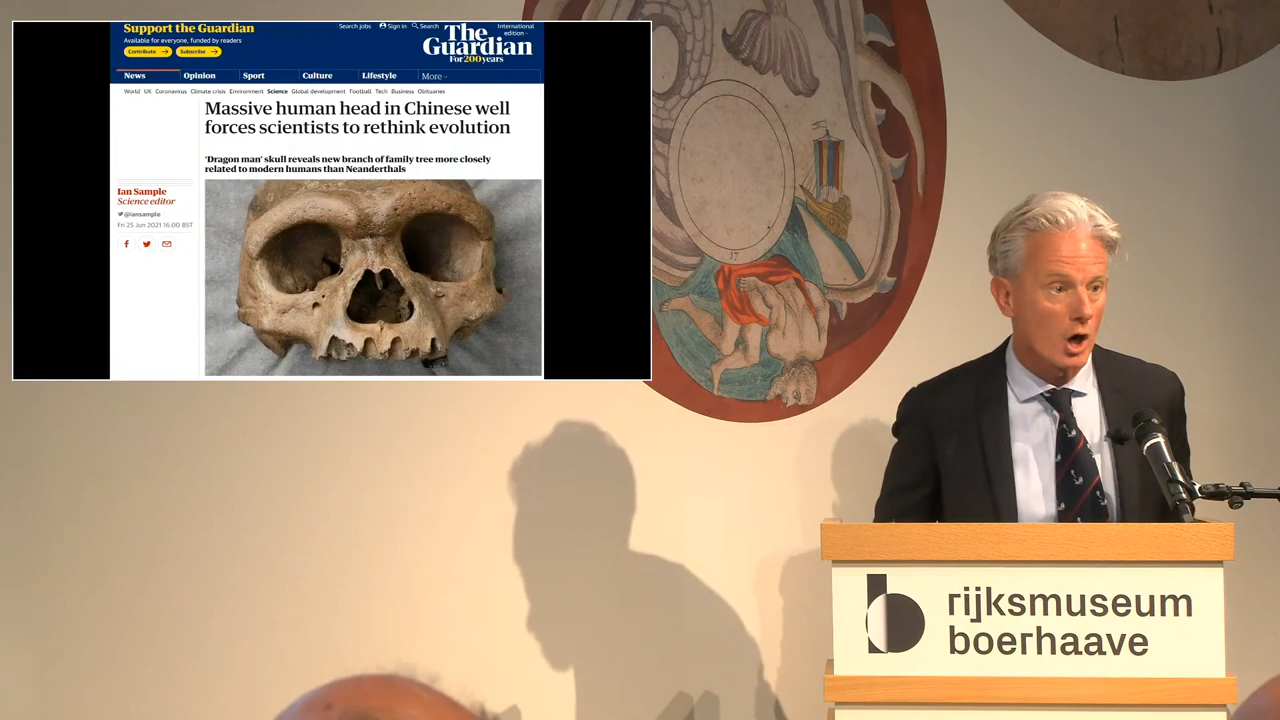 Support the Guardian
Available for everyone, funded by readers
Contribute →
Subscribe →
Search jobs
Sign in
Search
International
edition
The
Guardian
For 200 years
News
Opinion
Sport
Culture
Lifestyle
More
World UK Coronavirus Climate crisis Environment Science Global development Football Tech Business Obituaries
Massive human head in Chinese well
forces scientists to rethink evolution
'Dragon man' skull reveals new branch of family tree more closely
related to modern humans than Neanderthals
Ian Sample
Science editor
@iansample
Fri 25 Jun 2021 16.00 BST
17
b rijksmuseum
boerhaave